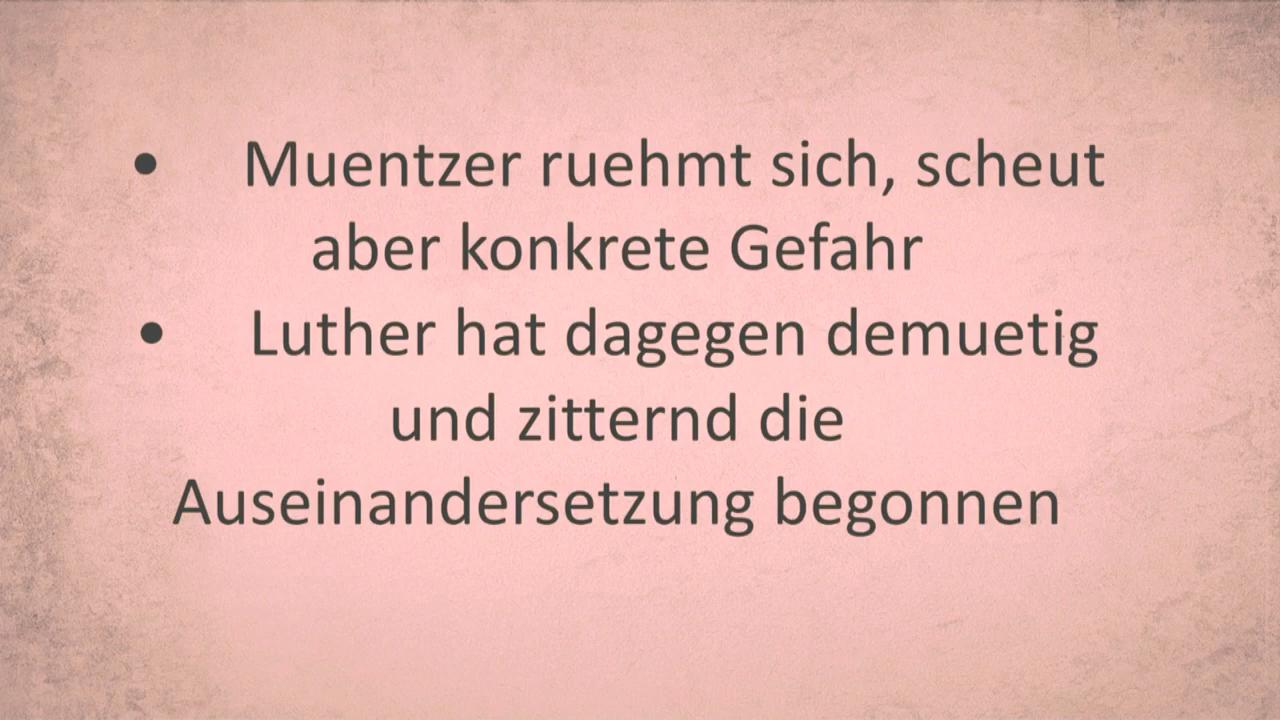 • Muentzer ruehmt sich, scheut
aber konkrete Gefahr
• Luther hat dagegen demuetig
und zitternd die
Auseinandersetzung begonnen